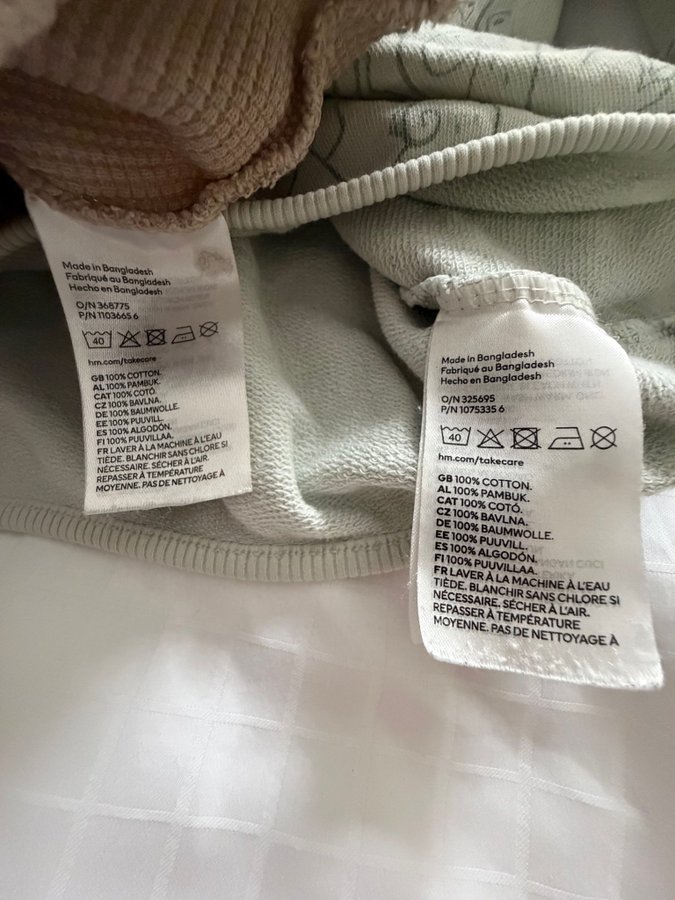 Made in Bangladesh
Fabriqué au Bangladesh
Hecho en Bangladesh
O/N 368775
P/N 1103665 6
40
hm.com/takecare
GB 100% COTTON.
AL 100% PAMBUK.
CAT 100% COTÓ.
CZ 100% BAVLNA.
DE 100% BAUMWOLLE.
EE 100% PUUVILL.
ES 100% ALGODÓN.
FI 100% PUUVILLAA.
FR LAVER À LA MACHINE À L'EAU
TIÈDE. BLANCHIR SANS CHLORE SI
NÉCESSAIRE. SÉCHER À L'AIR.
REPASSER À TEMPÉRATURE
MOYENNE. PAS DE NETTOYAGE À
Made in Bangladesh
Fabriqué au Bangladesh
Hecho en Bangladesh
O/N 325695
P/N 1075335 6
40
hm.com/takecare
GB 100% COTTON.
AL 100% PAMBUK.
CAT 100% COTÓ.
CZ 100% BAVLNA.
DE 100% BAUMWOLLE.
EE 100% PUUVILL.
ES 100% ALGODÓN.
FI 100% PUUVILLAA.
FR LAVER À LA MACHINE À L'EAU
TIÈDE. BLANCHIR SANS CHLORE SI
NÉCESSAIRE. SÉCHER À L'AIR.
REPASSER À TEMPÉRATURE
MOYENNE. PAS DE NETTOYAGE À